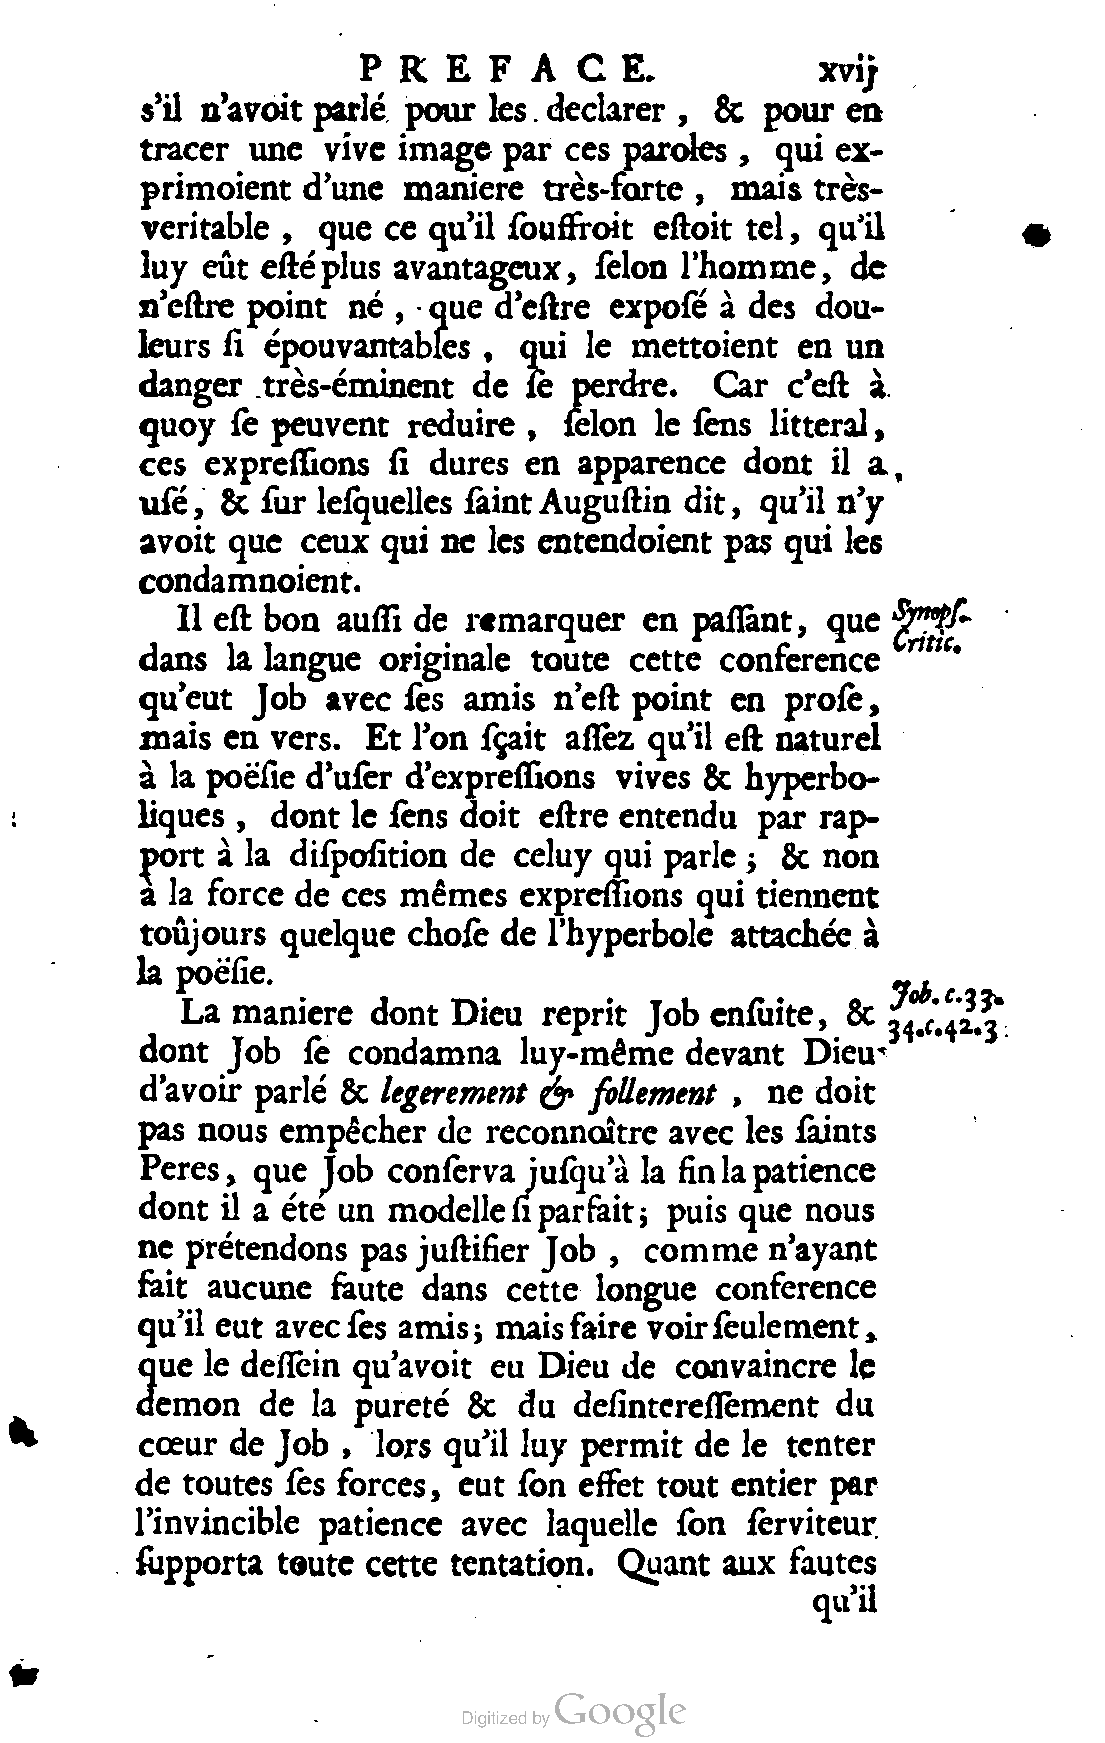 PREFACE. xvij
s'il n'avoit parlé pour les declarer, & pour en
tracer une vive image par ces paroles, qui ex-
primoient d'une maniere très-forte, mais très-
veritable, que ce qu'il ſouffroit eſtoit tel, qu'il
luy eût eſté plus avantageux, ſelon l'homme, de
n'eſtre point né, que d'eſtre expoſé à des dou-
leurs ſi épouvantables, qui le mettoient en un
danger très-éminent de ſe perdre. Car c'eſt à
quoy ſe peuvent reduire, ſelon le ſens litteral,
ces expreſſions ſi dures en apparence dont il a
uſé, & ſur leſquelles ſaint Auguſtin dit, qu'il n'y
avoit que ceux qui ne les entendoient pas qui les
condamnoient.
Il eſt bon auſſi de remarquer en paſſant, que
Synopſ.
Critic.
dans la langue originale toute cette conference
qu'eut Job avec ſes amis n'eſt point en proſe,
mais en vers. Et l'on ſçait aſſez qu'il eſt naturel
à la poëſie d'uſer d'expreſſions vives & hyperbo-
liques, dont le ſens doit eſtre entendu par rap-
port à la diſpoſition de celuy qui parle; & non
à la force de ces mêmes expreſſions qui tiennent
toûjours quelque choſe de l'hyperbole attachée à
la poëſie.
La maniere dont Dieu reprit Job enſuite, &
Job. c.33.
34.c.42.3
dont Job ſe condamna luy-même devant Dieu
d'avoir parlé & legerement & follement, ne doit
pas nous empêcher de reconnoître avec les ſaints
Peres, que Job conſerva juſqu'à la fin la patience
dont il a été un modelle ſi parfait; puis que nous
ne prétendons pas juſtifier Job, comme n'ayant
fait aucune faute dans cette longue conference
qu'il eut avec ſes amis; mais faire voir ſeulement,
que le deſſein qu'avoit eu Dieu de convaincre le
demon de la pureté & du deſintereſſement du
cœur de Job, lors qu'il luy permit de le tenter
de toutes ſes forces, eut ſon effet tout entier par
l'invincible patience avec laquelle ſon ſerviteur
ſupporta toute cette tentation. Quant aux fautes
qu'il
Digitized by Google